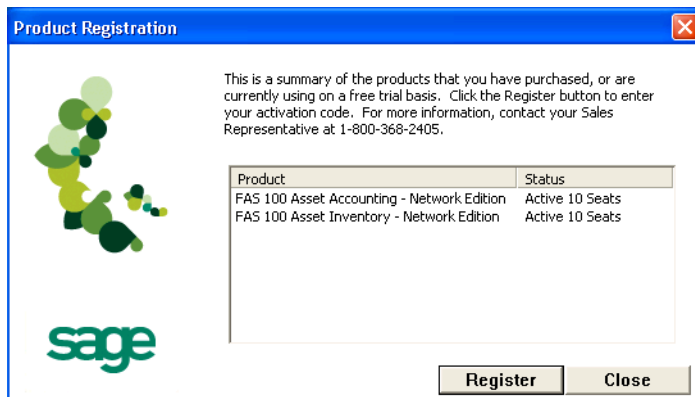 Product Registration
This is a summary of the products that you have purchased, or are
currently using on a free trial basis.  Click the Register button to enter
your activation code.  For more information, contact your Sales
Representative at 1-800-368-2405.
Product Status
FAS 100 Asset Accounting - Network Edition Active 10 Seats
FAS 100 Asset Inventory - Network Edition Active 10 Seats
sage
Register Close